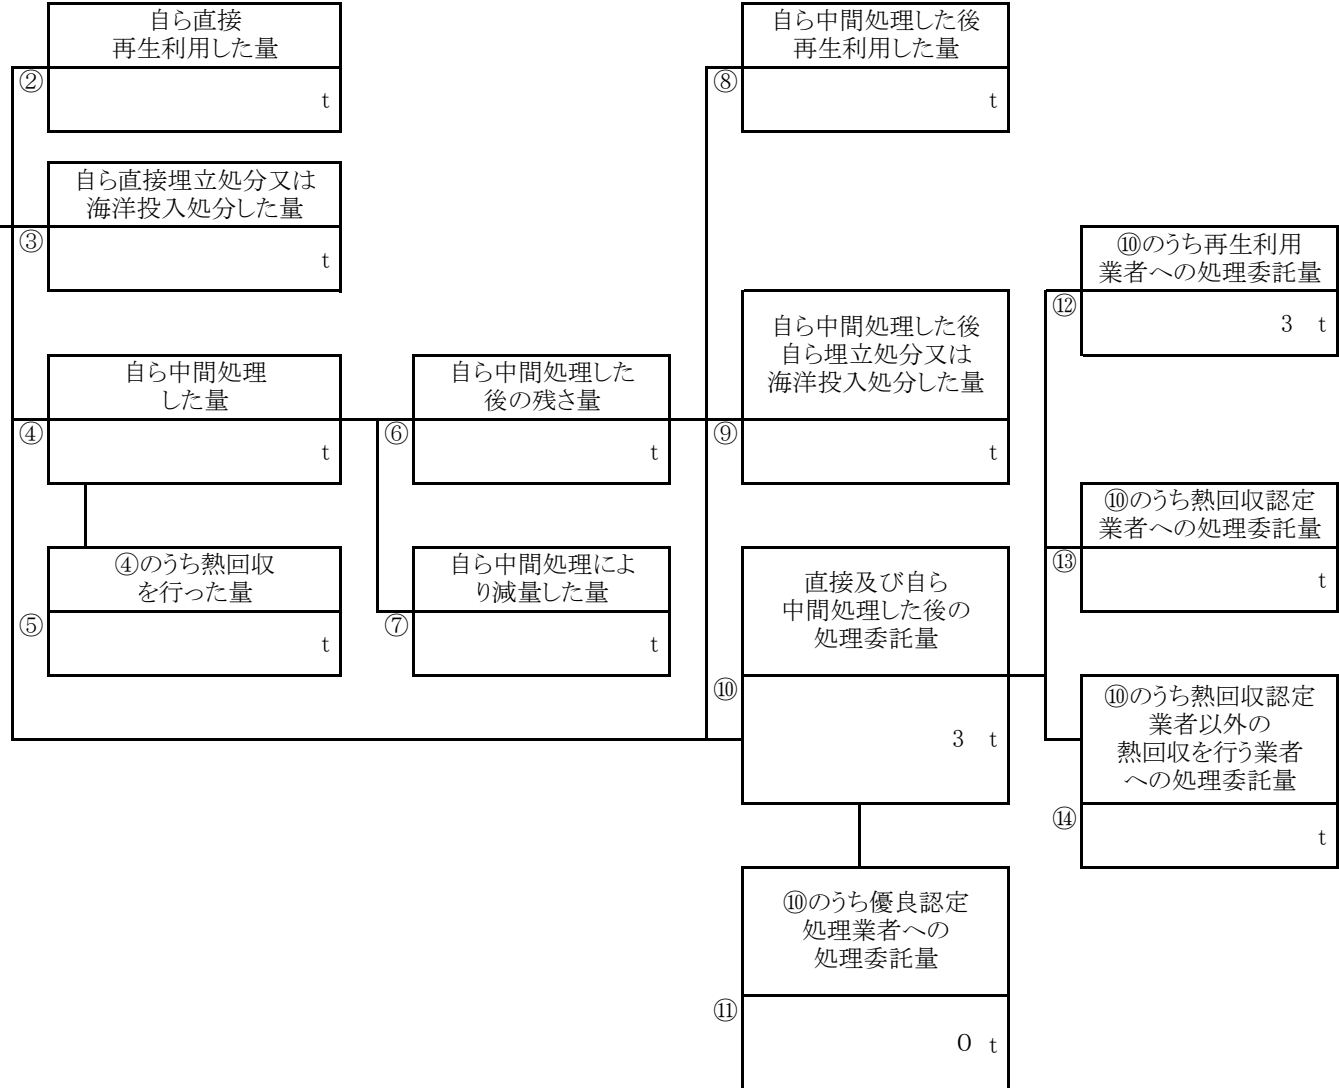 自ら直接
再生利用した量
②
t
自ら直接埋立処分又は
海洋投入処分した量
③
t
自ら中間処理
した量
④
t
④のうち熱回収
を行った量
⑤
t
自ら中間処理した
後の残さ量
⑥
t
自ら中間処理によ
り減量した量
⑦
t
自ら中間処理した後
再生利用した量
⑧
t
自ら中間処理した後
自ら埋立処分又は
海洋投入処分した量
⑨
t
直接及び自ら
中間処理した後の
処理委託量
⑩
3 t
⑩のうち優良認定
処理業者への
処理委託量
⑪
0 t
⑩のうち再生利用
業者への処理委託量
⑫
3 t
⑩のうち熱回収認定
業者への処理委託量
⑬
t
⑩のうち熱回収認定
業者以外の
熱回収を行う業者
への処理委託量
⑭
t